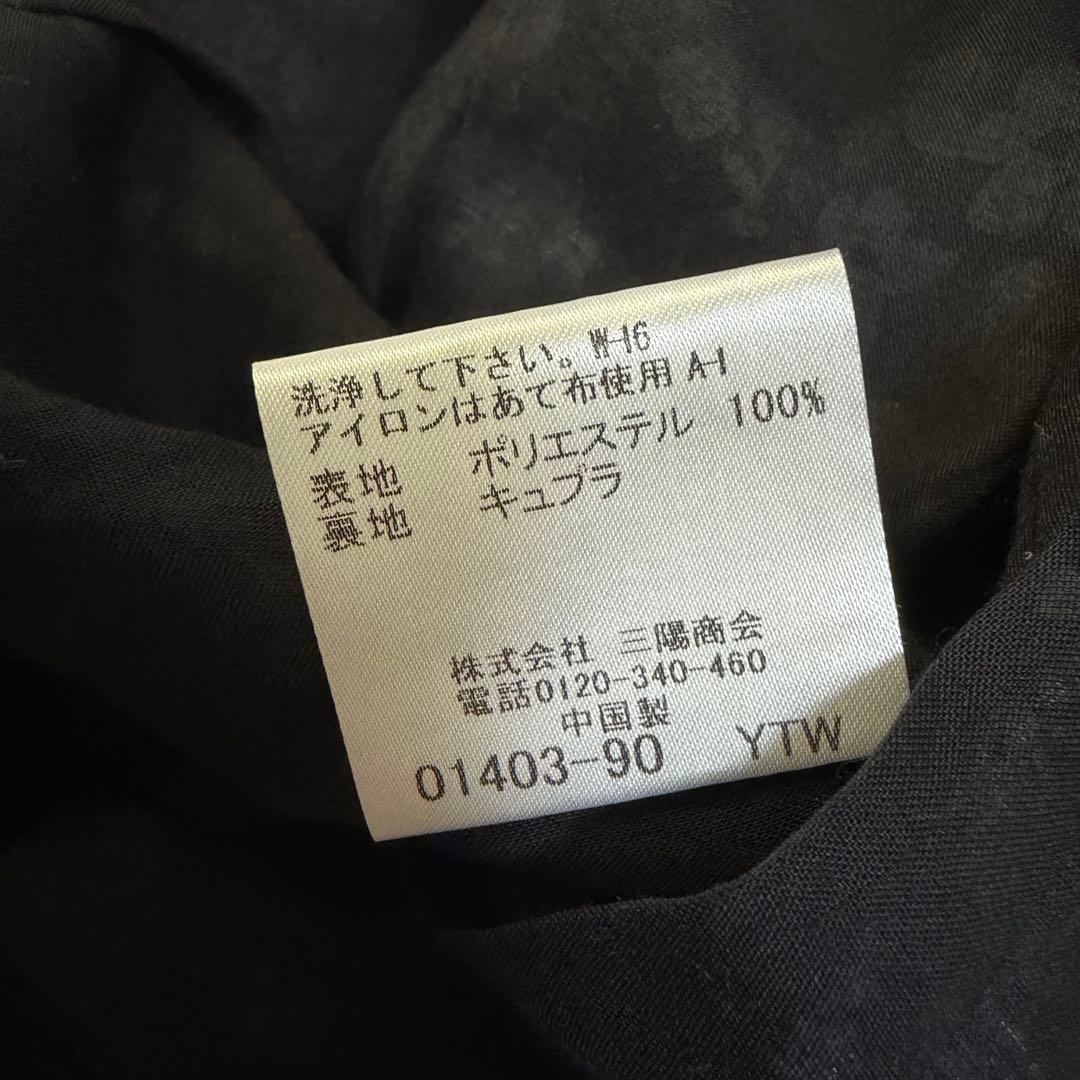 洗浄して下さい。W-16
アイロンはあて布使用 A-1
表地 ポリエステル 100%
裏地 キュプラ
株式会社 三陽商会
電話0120-340-460
中国製
01403-90 YTW